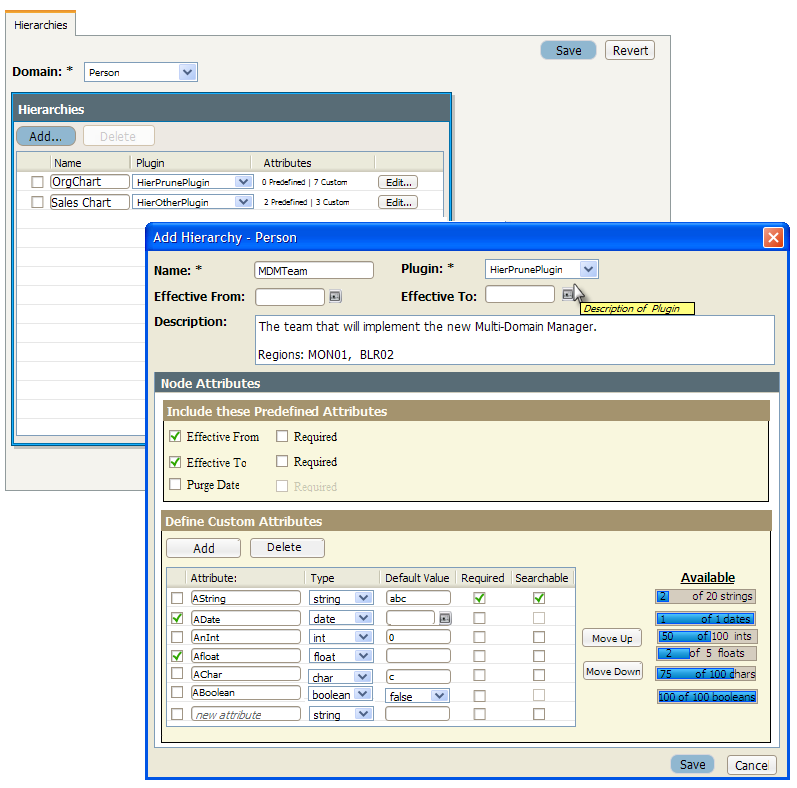 Hierarchies
Save Revert
Domain: * Person
Hierarchies
Add... Delete
Name Plugin Attributes
OrgChart HierPrunePlugin 0 Predefined | 7 Custom Edit...
Sales Chart HierOtherPlugin 2 Predefined | 3 Custom Edit...
Add Hierarchy - Person
Name: * MDMTeam Plugin: * HierPrunePlugin
Effective From: Effective To:
Description of Plugin
Description: The team that will implement the new Multi-Domain Manager.
Regions: MON01, BLR02
Node Attributes
Include these Predefined Attributes
Effective From Required
Effective To Required
Purge Date Required
Define Custom Attributes
Add Delete
Attribute: Type Default Value Required Searchable Available
AString string abc 2 of 20 strings
ADate date 1 of 1 dates
AnInt int 0 Move Up 50 of 100 ints
Afloat float 2 of 5 floats
AChar char c Move Down 75 of 100 chars
ABoolean boolean false 100 of 100 booleans
new attribute string
Save Cancel